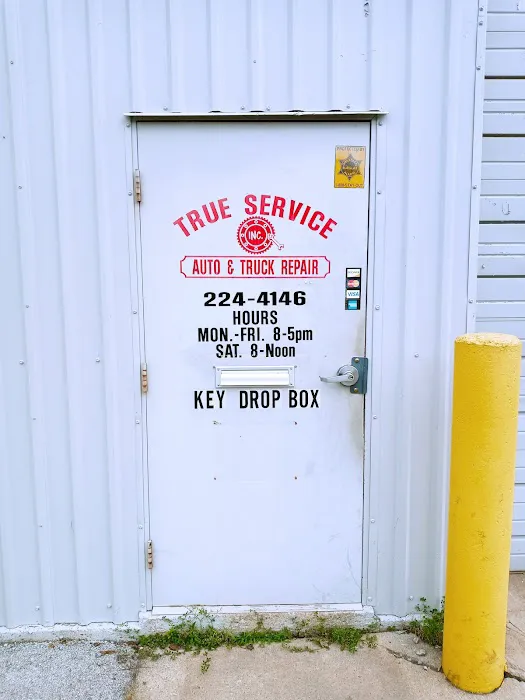 TRUE SERVICE
INC.
AUTO & TRUCK REPAIR
224-4146
HOURS
MON.-FRI. 8-5pm
SAT. 8-Noon
KEY DROP BOX
VISA